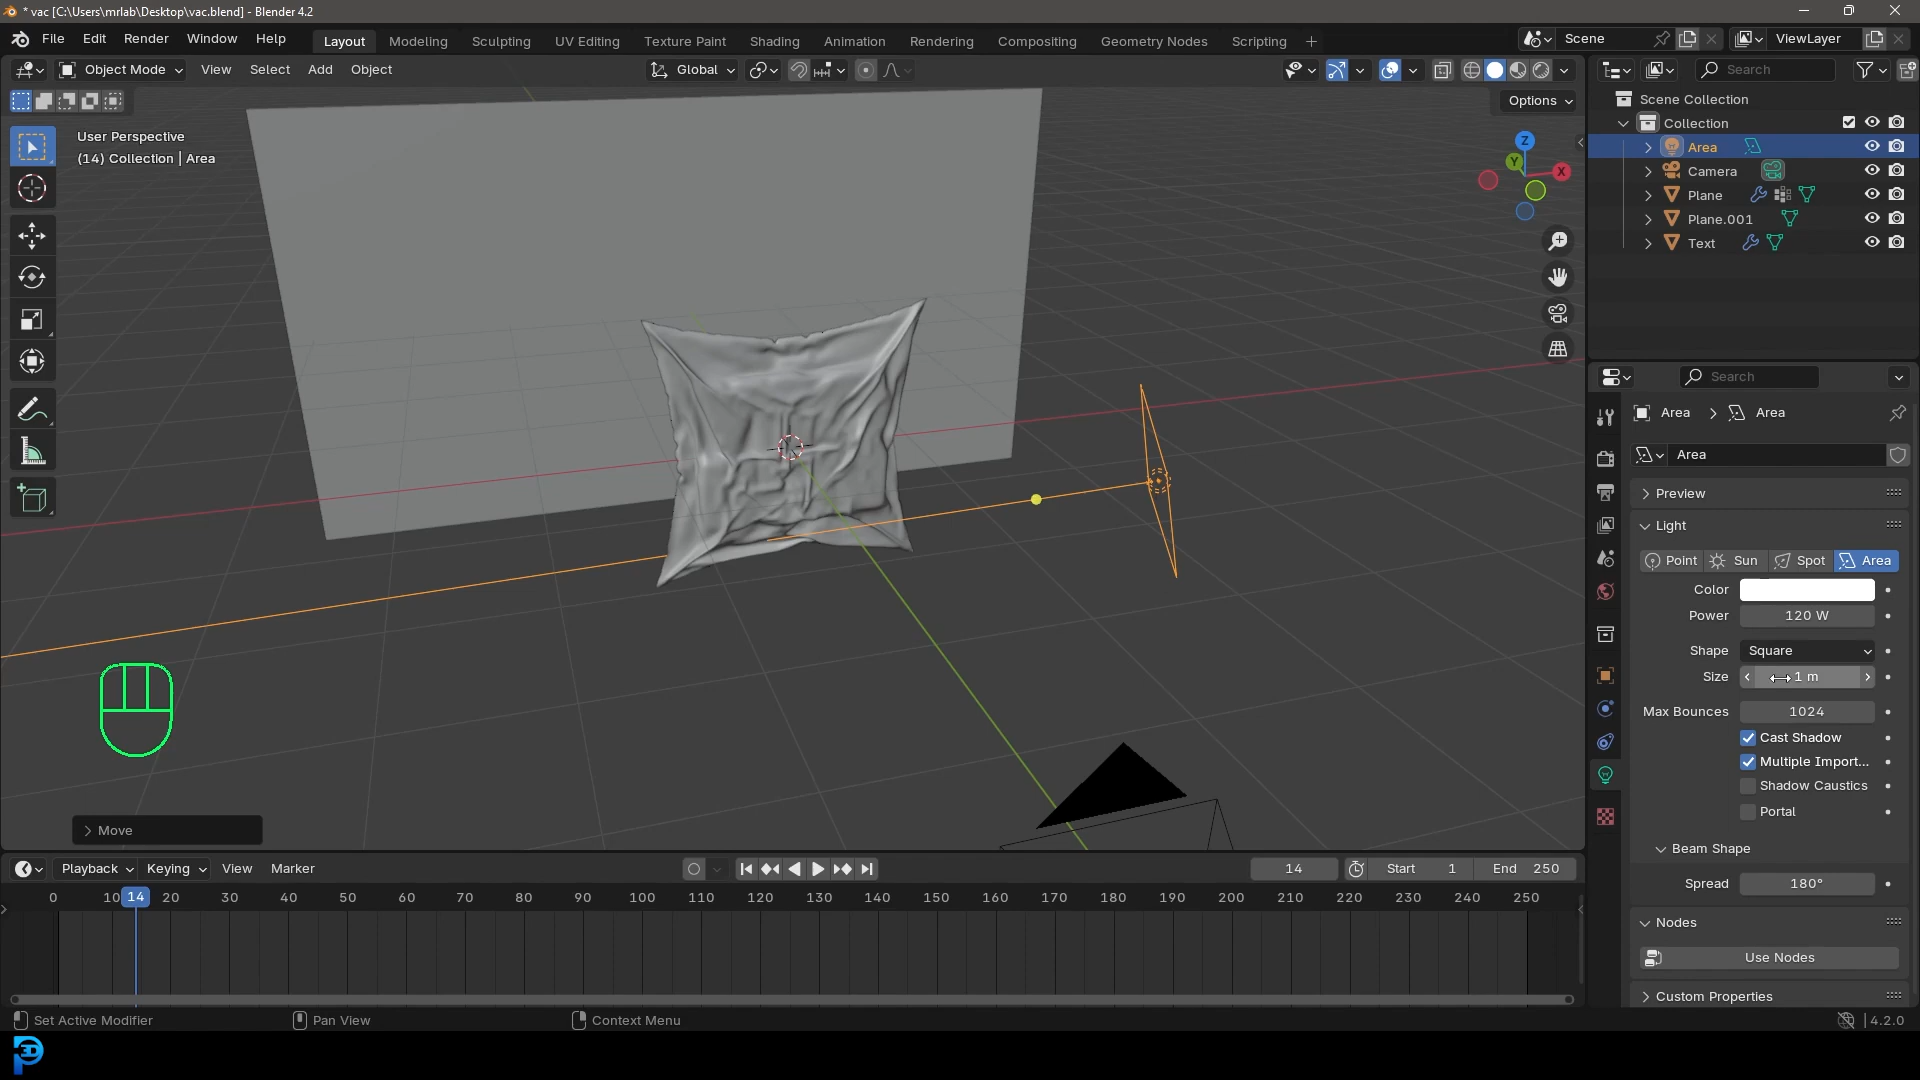 * vac [C:\Users\mrlab\Desktop\vac.blend] - Blender 4.2
File Edit Render Window Help
Layout Modeling Sculpting UV Editing Texture Paint Shading Animation Rendering Compositing Geometry Nodes Scripting +
Scene
ViewLayer
Object Mode View Select Add Object
Global
Search
Options
User Perspective
(14) Collection | Area
Z
Y
X
Scene Collection
Collection
Area
Camera
Plane
Plane.001
Text
Search
Area > Area
Area
Preview
Light
Point Sun Spot Area
Color
Power 120 W
Shape Square
Size 1 m
Max Bounces 1024
Cast Shadow
Multiple Import...
Shadow Caustics
Portal
Beam Shape
Spread 180°
Nodes
Use Nodes
Custom Properties
Move
Playback Keying View Marker
14
Start 1
End 250
0 10 14 20 30 40 50 60 70 80 90 100 110 120 130 140 150 160 170 180 190 200 210 220 230 240 250
Set Active Modifier
Pan View
Context Menu
4.2.0